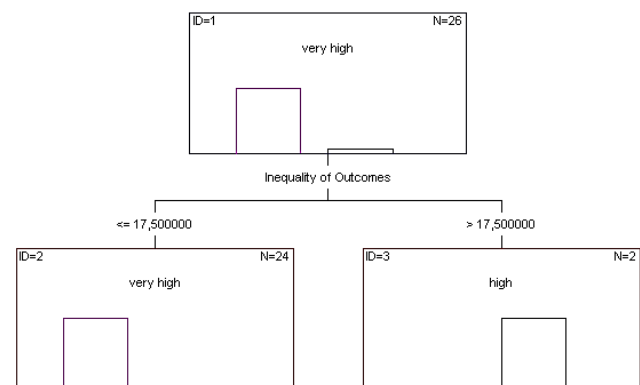 ID=1 N=26
very high
Inequality of Outcomes
<= 17,500000 > 17,500000
ID=2 N=24 ID=3 N=2
very high high